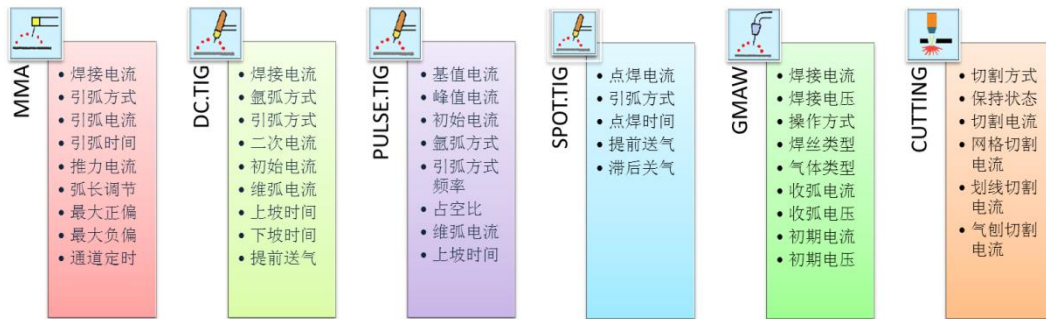 MMA
• 焊接电流
• 引弧方式
• 引弧电流
• 引弧时间
• 推力电流
• 弧长调节
• 最大正偏
• 最大负偏
• 通道定时
DC.TIG
• 焊接电流
• 氩弧方式
• 引弧方式
• 二次电流
• 初始电流
• 维弧电流
• 上坡时间
• 下坡时间
• 提前送气
PULSE.TIG
• 基值电流
• 峰值电流
• 初始电流
• 氩弧方式
• 引弧方式
频率
• 占空比
• 维弧电流
• 上坡时间
SPOT.TIG
• 点焊电流
• 引弧方式
• 点焊时间
• 提前送气
• 滞后关气
GMAW
• 焊接电流
• 焊接电压
• 操作方式
• 焊丝类型
• 气体类型
• 收弧电流
• 收弧电压
• 初期电流
• 初期电压
CUTTING
• 切割方式
• 保持状态
• 切割电流
• 网格切割
电流
• 划线切割
电流
• 气刨切割
电流